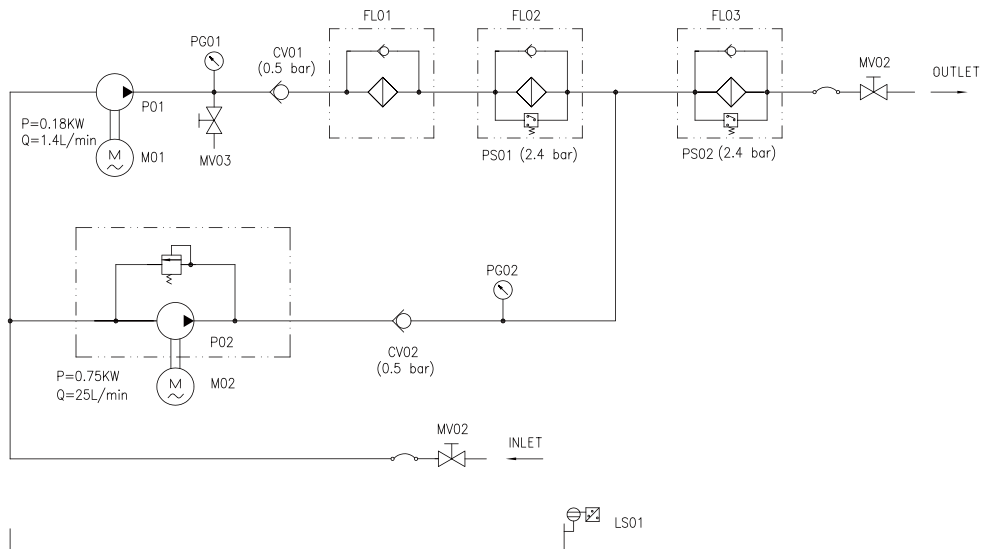 FL01
FL02
FL03
PG01
CV01
(0.5 bar)
MV02
OUTLET
P01
P=0.18KW
Q=1.4L/min
M
M01
MV03
PS01 (2.4 bar)
PS02 (2.4 bar)
PG02
P02
CV02
(0.5 bar)
P=0.75KW
Q=25L/min
M
M02
MV02
INLET
LS01